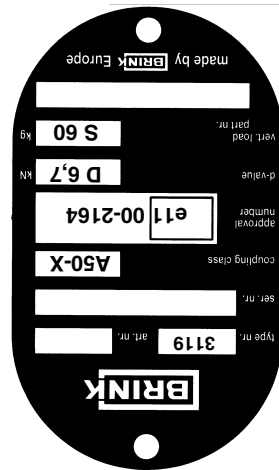 BRINK
type nr. 3119 art. nr.
ser. nr.
coupling class A50-X
approval number e11 00-2164
d-value D 6,7 kN
vert. load S 60 kg
part nr.
made by BRINK Europe